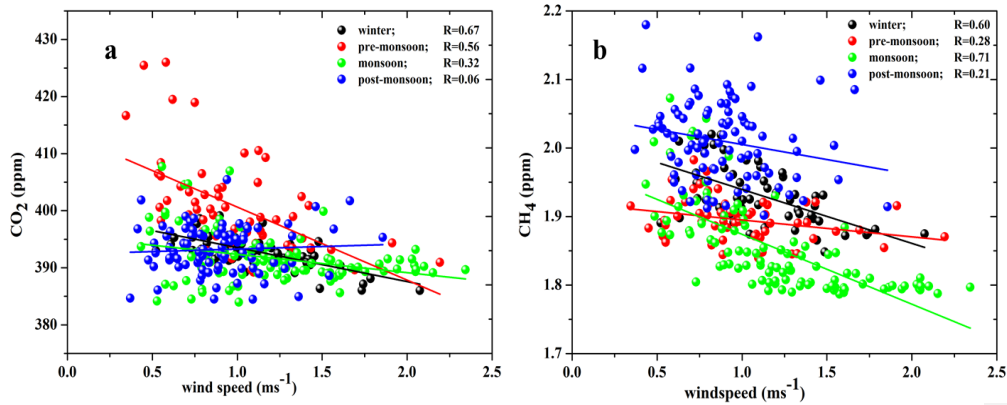 a
winter; R=0.67
pre-monsoon; R=0.56
monsoon; R=0.32
post-monsoon; R=0.06
CO2 (ppm)
430
420
410
400
390
380
0.0 0.5 1.0 1.5 2.0 2.5
wind speed (ms-1)
b
winter; R=0.60
pre-monsoon; R=0.28
monsoon; R=0.71
post-monsoon; R=0.21
CH4 (ppm)
2.2
2.1
2.0
1.9
1.8
1.7
0.0 0.5 1.0 1.5 2.0 2.5
windspeed (ms-1)